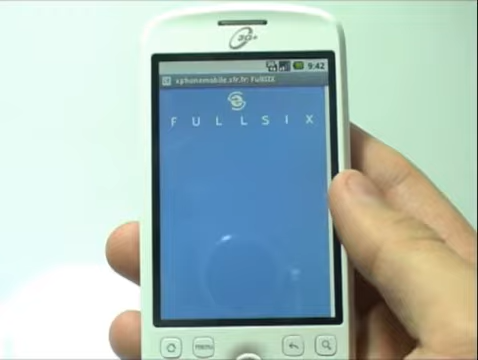 3G+
9:42
xphonemobile.sfr.fr: FullSIX
FULLSIX
MENU